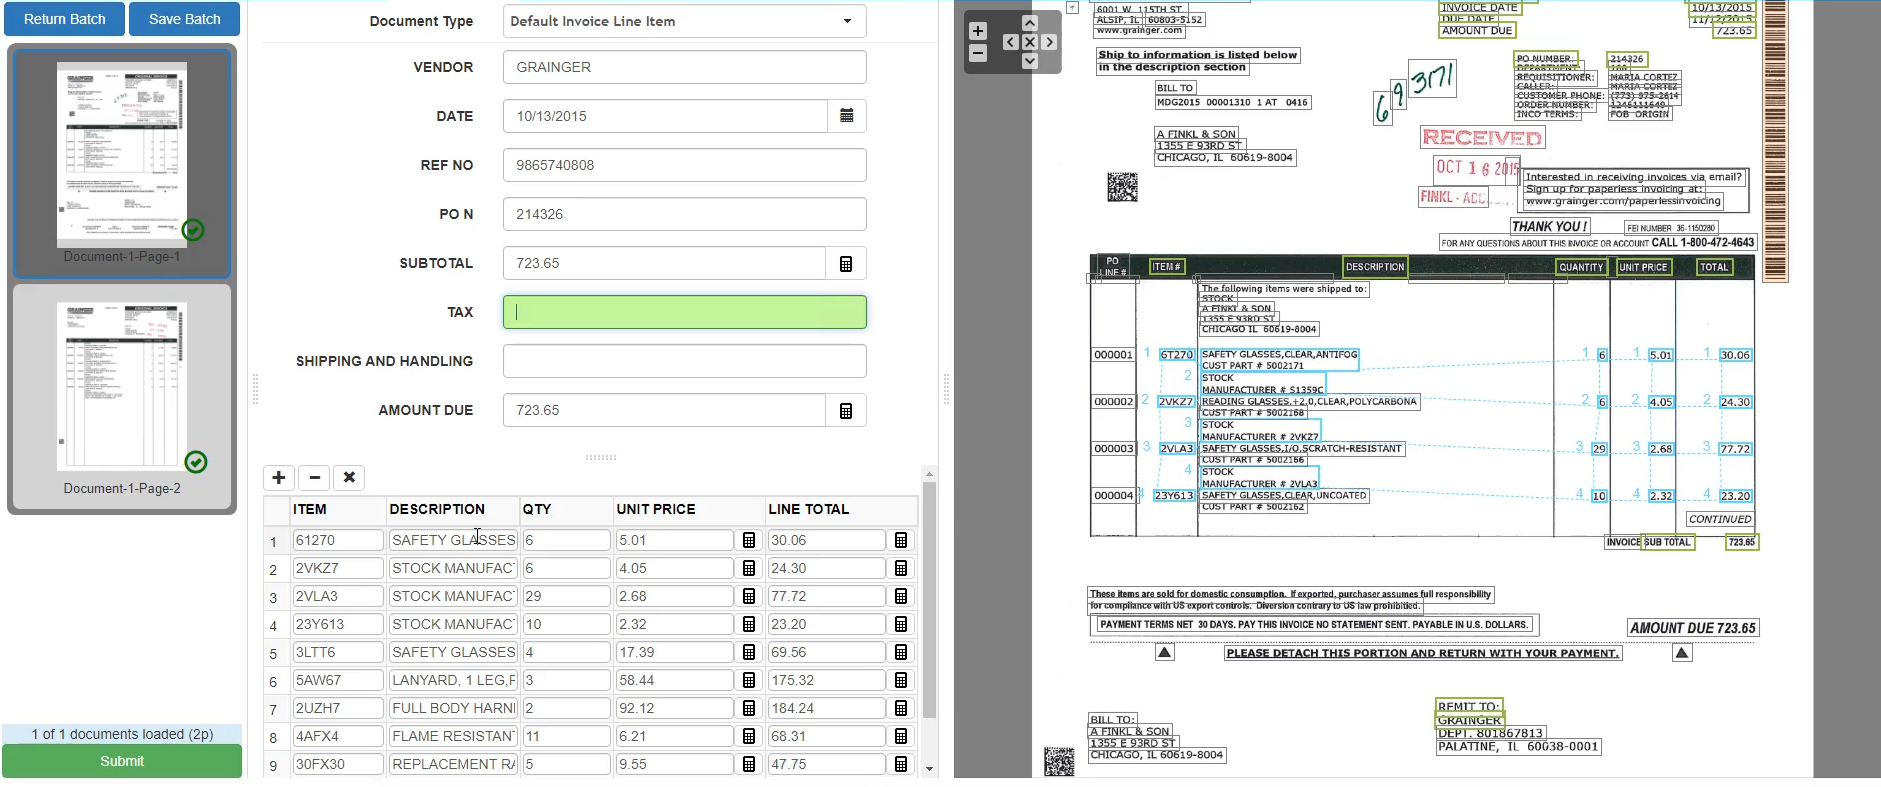 Return Batch
Save Batch
Document-1-Page-1
Document-1-Page-2
1 of 1 documents loaded (2p)
Submit
Document Type
Default Invoice Line Item
VENDOR
GRAINGER
DATE
10/13/2015
REF NO
9865740808
PO N
214326
SUBTOTAL
723.65
TAX
SHIPPING AND HANDLING
AMOUNT DUE
723.65
ITEM DESCRIPTION QTY UNIT PRICE LINE TOTAL
1 61270 SAFETY GLASSES 6 5.01 30.06
2 2VKZ7 STOCK MANUFAC 6 4.05 24.30
3 2VLA3 STOCK MANUFAC 29 2.68 77.72
4 23Y613 STOCK MANUFAC 10 2.32 23.20
5 3LTT6 SAFETY GLASSES 4 17.39 69.56
6 5AW67 LANYARD, 1 LEG,F 3 58.44 175.32
7 2UZH7 FULL BODY HARN 2 92.12 184.24
8 4AFX4 FLAME RESISTAN 11 6.21 68.31
9 30FX30 REPLACEMENT RA 5 9.55 47.75
6001 W. 115TH ST.
ALSIP, IL 60803-5152
www.grainger.com
INVOICE DATE 10/13/2015
DUE DATE 11/12/2015
AMOUNT DUE 723.65
Ship to information is listed below
in the description section
BILL TO
MDG2015 00001310 1 AT 0416
A FINKL & SON
1355 E 93RD ST
CHICAGO, IL 60619-8004
69 3171
PO NUMBER: 214326
DEPARTMENT:
REQUISITIONER: MARIA CORTEZ
CALLER: MARIA CORTEZ
CUSTOMER PHONE: (773) 975-2614
ORDER NUMBER: 1246111640
INCO TERMS: FOB ORIGIN
RECEIVED
OCT 16 2015
FINKL - ACC
Interested in receiving invoices via email?
Sign up for paperless invoicing at:
www.grainger.com/paperlessinvoicing
THANK YOU !
FEI NUMBER 36-1150280
FOR ANY QUESTIONS ABOUT THIS INVOICE OR ACCOUNT CALL 1-800-472-4643
PO LINE # ITEM # DESCRIPTION QUANTITY UNIT PRICE TOTAL
The following items were shipped to:
STOCK
A FINKL & SON
1355 E 93RD ST
CHICAGO IL 60619-8004
000001 1 6T270 SAFETY GLASSES,CLEAR,ANTIFOG 1 6 1 5.01 1 30.06
CUST PART # 5002171
2 STOCK
MANUFACTURER # S1359C
000002 2 2VKZ7 READING GLASSES,+2.0,CLEAR,POLYCARBONA 2 6 2 4.05 2 24.30
CUST PART # 5002168
3 STOCK
MANUFACTURER # 2VKZ7
000003 3 2VLA3 SAFETY GLASSES,I/O,SCRATCH-RESISTANT 3 29 3 2.68 3 77.72
CUST PART # 5002166
4 STOCK
MANUFACTURER # 2VLA3
000004 4 23Y613 SAFETY GLASSES,CLEAR,UNCOATED 4 10 4 2.32 4 23.20
CUST PART # 5002162
CONTINUED
INVOICE SUB TOTAL 723.65
These items are sold for domestic consumption. If exported, purchaser assumes full responsibility
for compliance with US export controls. Diversion contrary to US law prohibited.
PAYMENT TERMS NET 30 DAYS. PAY THIS INVOICE NO STATEMENT SENT. PAYABLE IN U.S. DOLLARS.
AMOUNT DUE 723.65
PLEASE DETACH THIS PORTION AND RETURN WITH YOUR PAYMENT.
BILL TO:
A FINKL & SON
1355 E 93RD ST
CHICAGO, IL 60619-8004
REMIT TO:
GRAINGER
DEPT. 801867813
PALATINE, IL 60038-0001